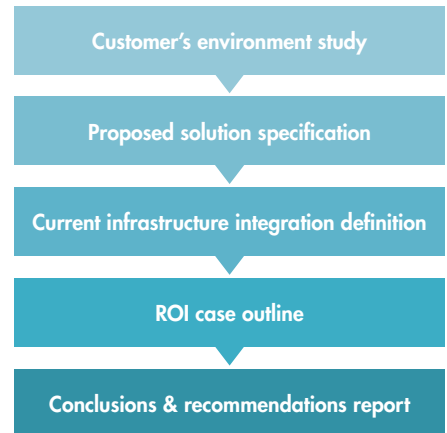 Customer’s environment study
Proposed solution specification
Current infrastructure integration definition
ROI case outline
Conclusions & recommendations report